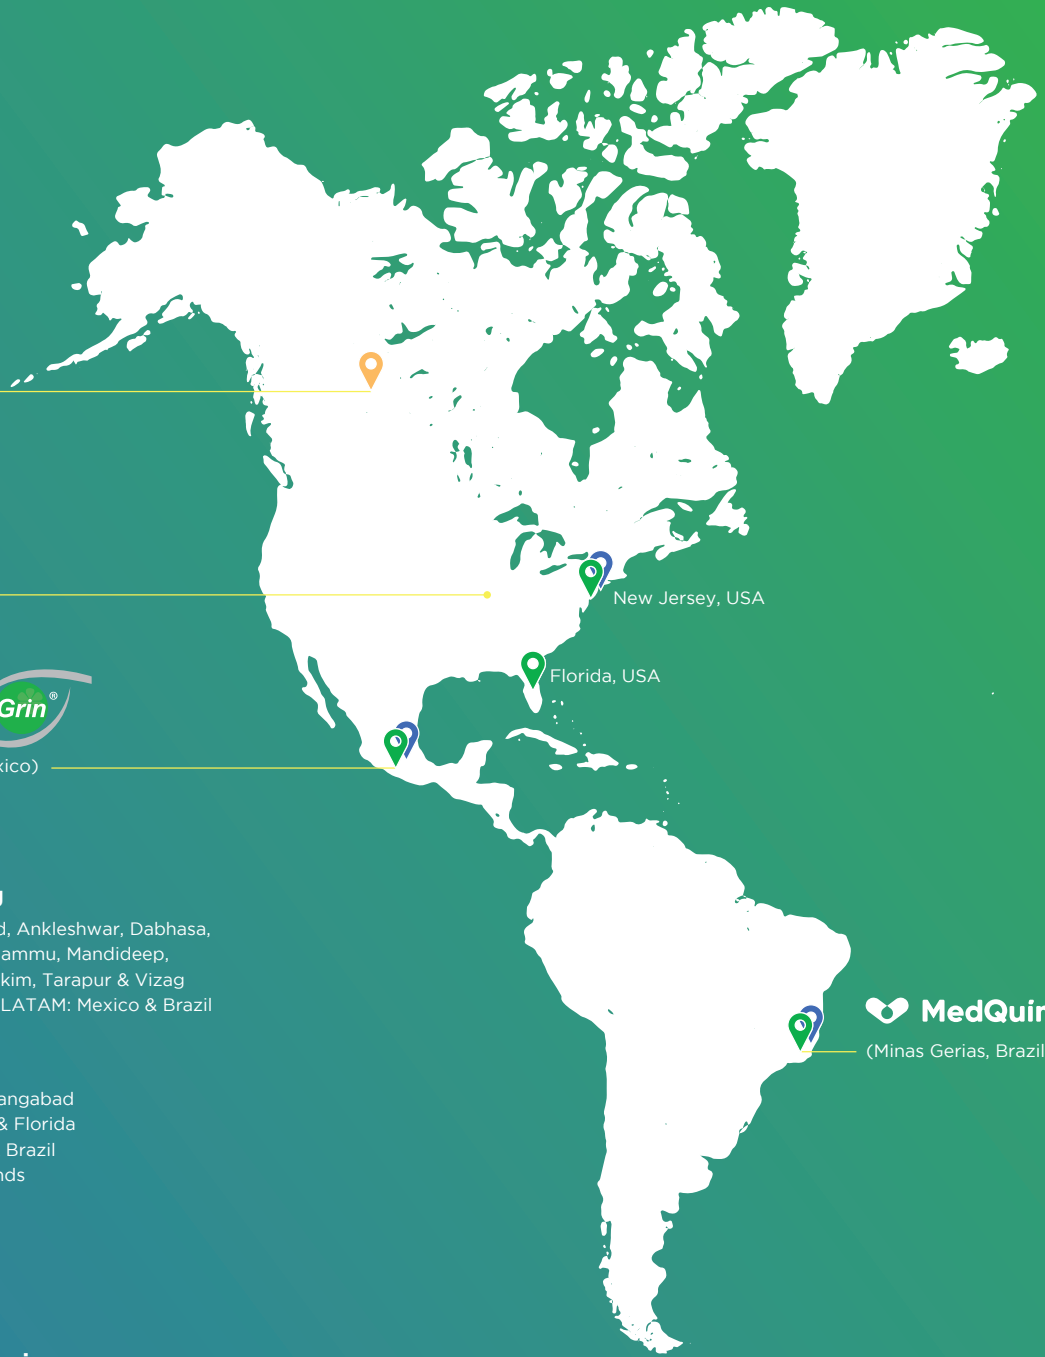 New Jersey, USA
Florida, USA
Grin®
xico)
g
d, Ankleshwar, Dabhasa,
ammu, Mandideep,
kim, Tarapur & Vizag
LATAM: Mexico & Brazil
MedQuim
(Minas Gerias, Brazil
angabad
& Florida
Brazil
nds